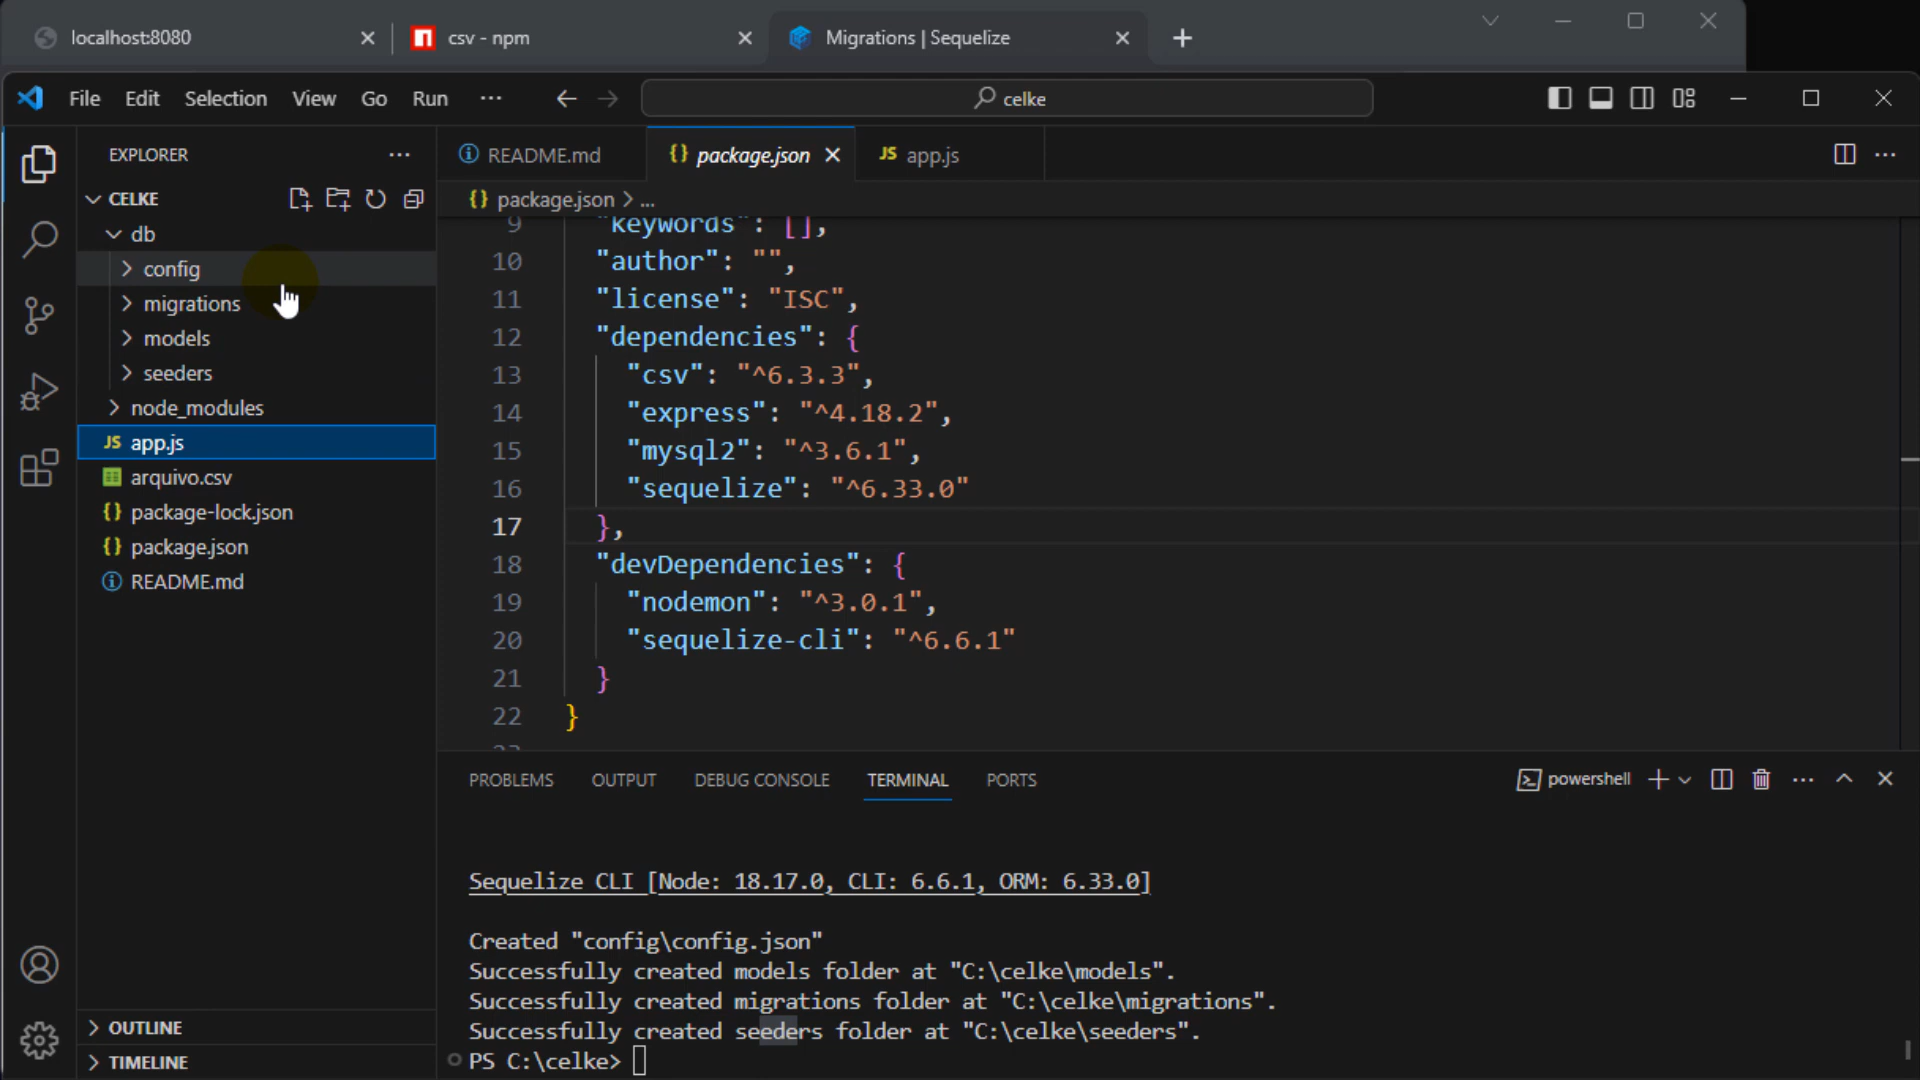 localhost:8080
csv - npm
Migrations | Sequelize
File Edit Selection View Go Run ···
celke
EXPLORER
README.md
package.json
JS app.js
CELKE
{} package.json > ...
db
config
migrations
models
seeders
node_modules
JS app.js
arquivo.csv
{} package-lock.json
{} package.json
README.md
OUTLINE
TIMELINE
9 "keywords": [],
10 "author": "",
11 "license": "ISC",
12 "dependencies": {
13 "csv": "^6.3.3",
14 "express": "^4.18.2",
15 "mysql2": "^3.6.1",
16 "sequelize": "^6.33.0"
17 },
18 "devDependencies": {
19 "nodemon": "^3.0.1",
20 "sequelize-cli": "^6.6.1"
21 }
22 }
PROBLEMS OUTPUT DEBUG CONSOLE TERMINAL PORTS
powershell
Sequelize CLI [Node: 18.17.0, CLI: 6.6.1, ORM: 6.33.0]
Created "config\config.json"
Successfully created models folder at "C:\celke\models".
Successfully created migrations folder at "C:\celke\migrations".
Successfully created seeders folder at "C:\celke\seeders".
PS C:\celke>